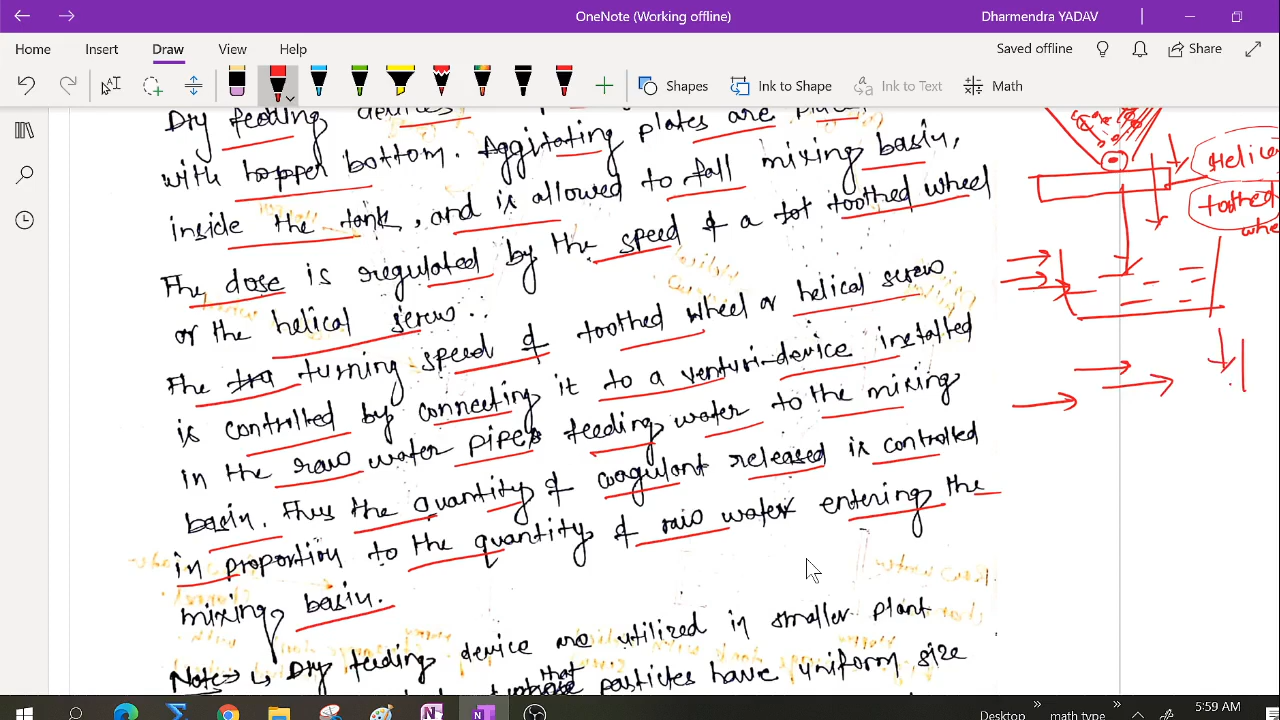 OneNote (Working offline)
Dharmendra YADAV
Home Insert Draw View Help
Saved offline
Share
Shapes
Ink to Shape
Ink to Text
Math
Dry feeding devices
with hopper bottom. Aggitating plates are
inside the tank, and is allowed to fall mixing basin,
The dose is regulated by the speed of a tot toothed wheel
or the helical screw.
The tra turning speed of toothed wheel or helical screw
is controlled by connecting it to a venturi-device installed
in the raw water pipes feeding water to the mixing
basin. Thus the quantity of coagulant released is controlled
in proportion to the quantity of raw water entering the
mixing basin.
Note→ ↳ Dry feeding device are utilized in smaller plant
that
particles have uniform size
Helic
toothed
whe
Desktop
math type
5:59 AM